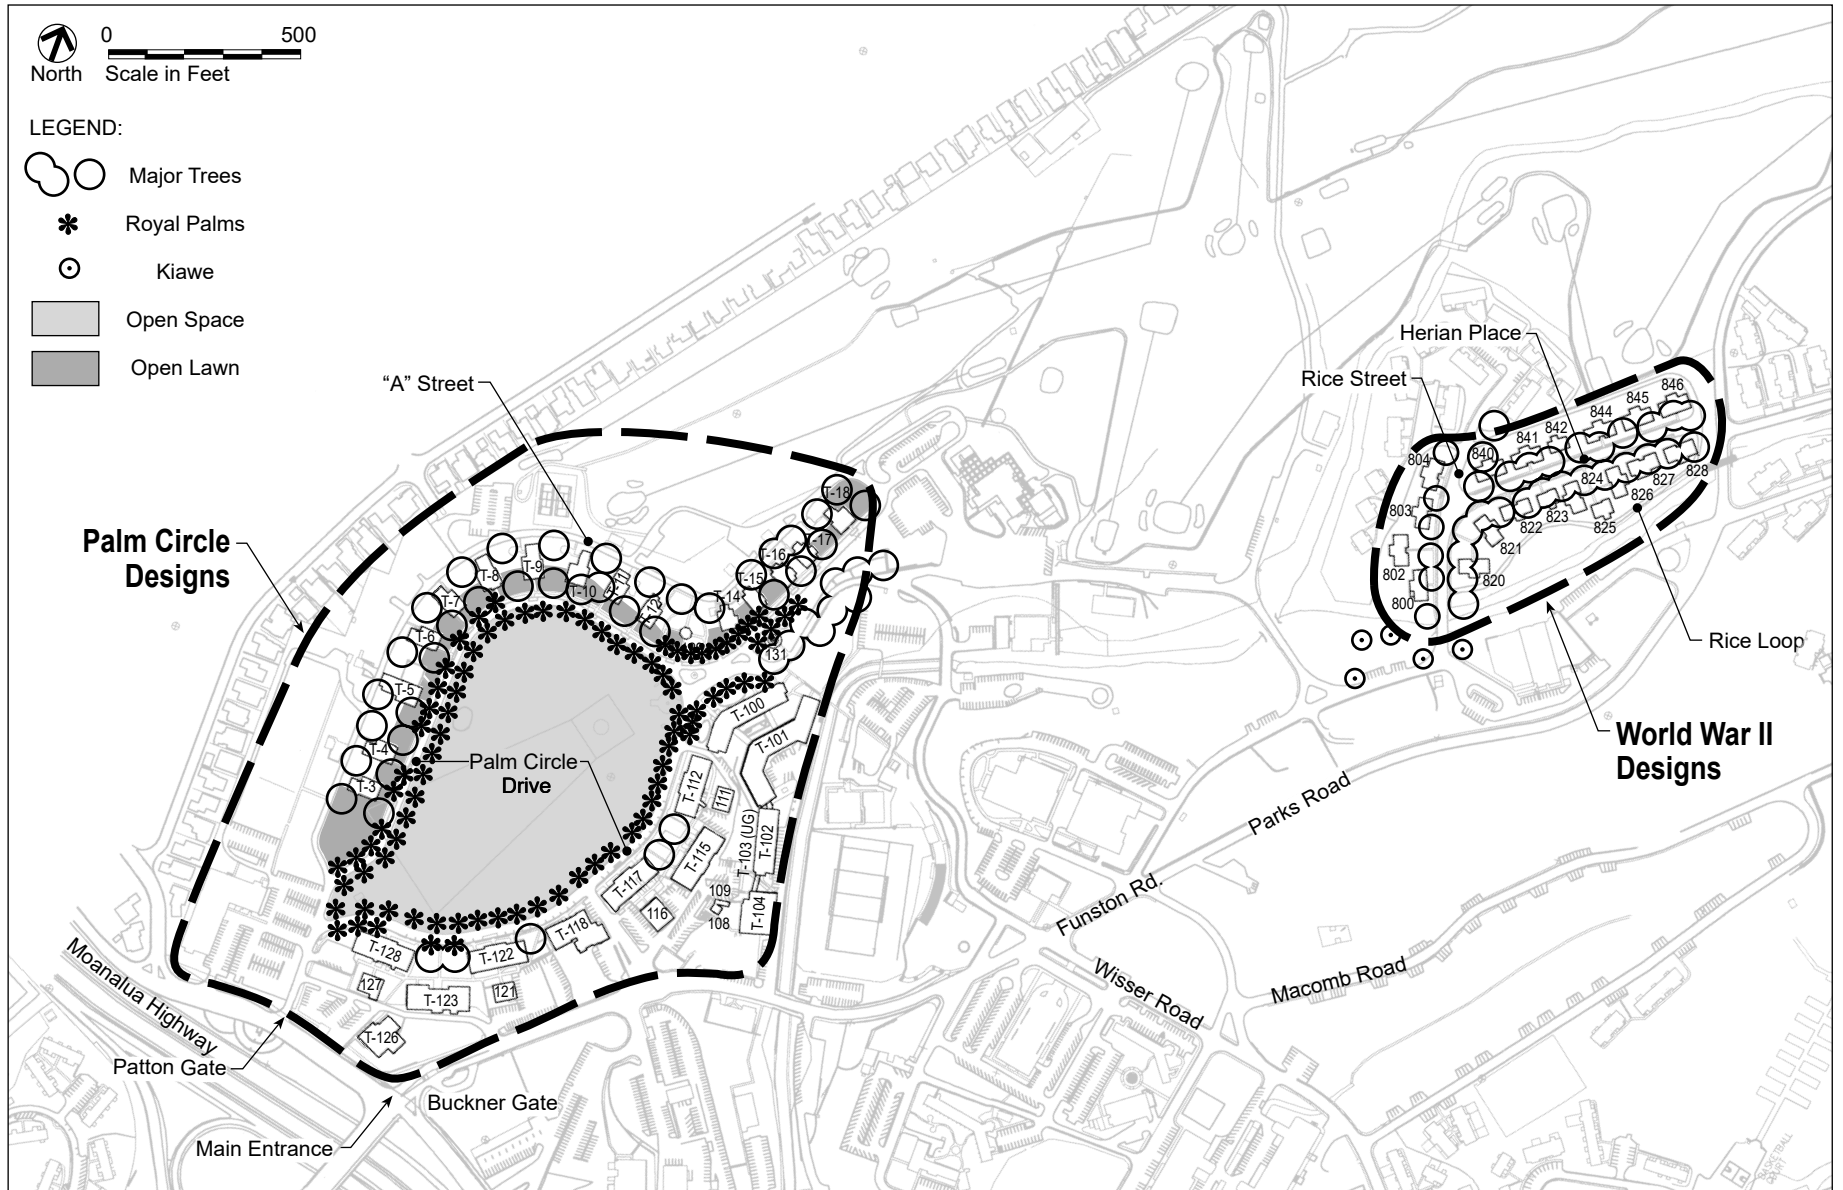 0 500
North Scale in Feet
LEGEND:
Major Trees
Royal Palms
Kiawe
Open Space
Open Lawn
"A" Street
Palm Circle
Designs
Herian Place
Rice Street
Rice Loop
World War II
Designs
846
845
844
842
841
840
804
803
802
800
828
827
826
825
824
823
822
821
820
T-18
T-17
T-16
T-15
T-14
T-12
T-11
T-10
T-9
T-8
T-7
T-6
T-5
T-4
T-3
131
Palm Circle
Drive
T-100
T-101
T-112
111
T-103 (UG)
T-102
T-115
T-117
116
109
108
T-104
T-118
T-122
T-128
127
T-123
121
T-126
Parks Road
Funston Rd.
Wisser Road
Macomb Road
Moanalua Highway
Patton Gate
Buckner Gate
Main Entrance
BASKETBALL
COURT